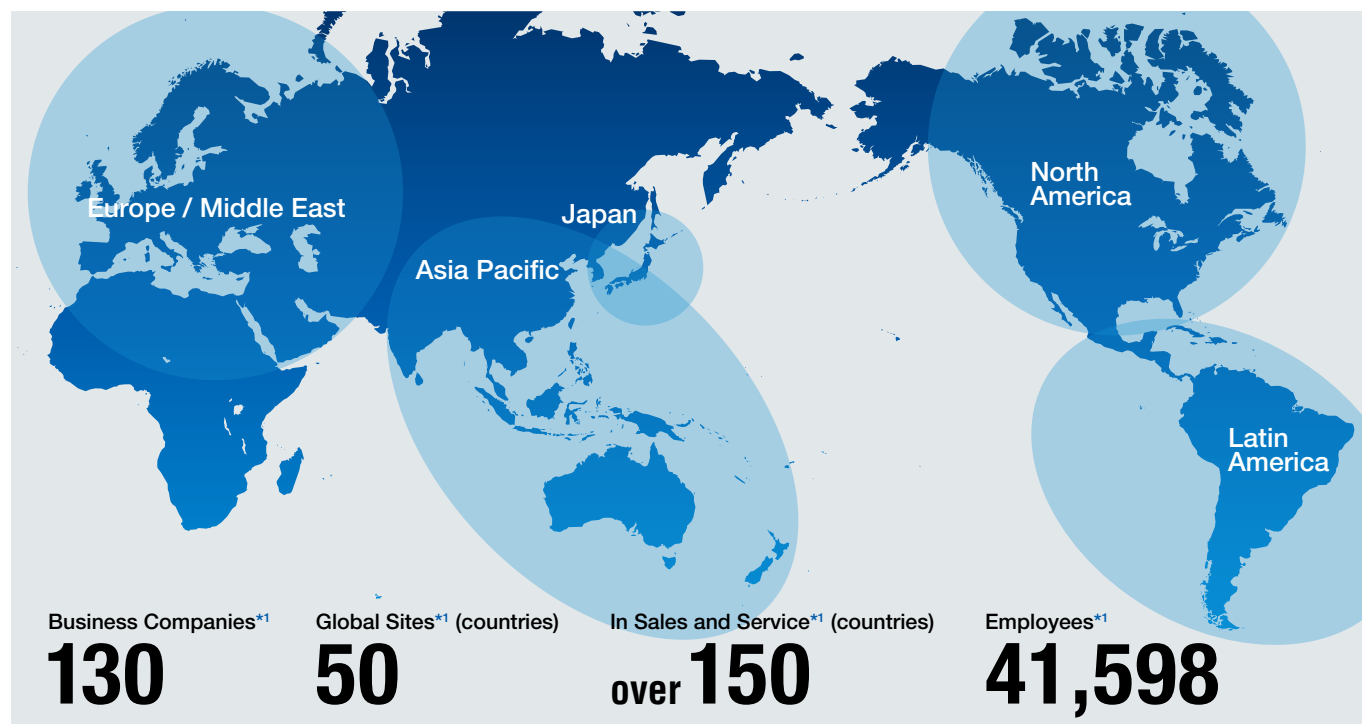 Europe / Middle East
Japan
Asia Pacific
North
America
Latin
America
Business Companies*1
130
Global Sites*1 (countries)
50
In Sales and Service*1 (countries)
over 150
Employees*1
41,598